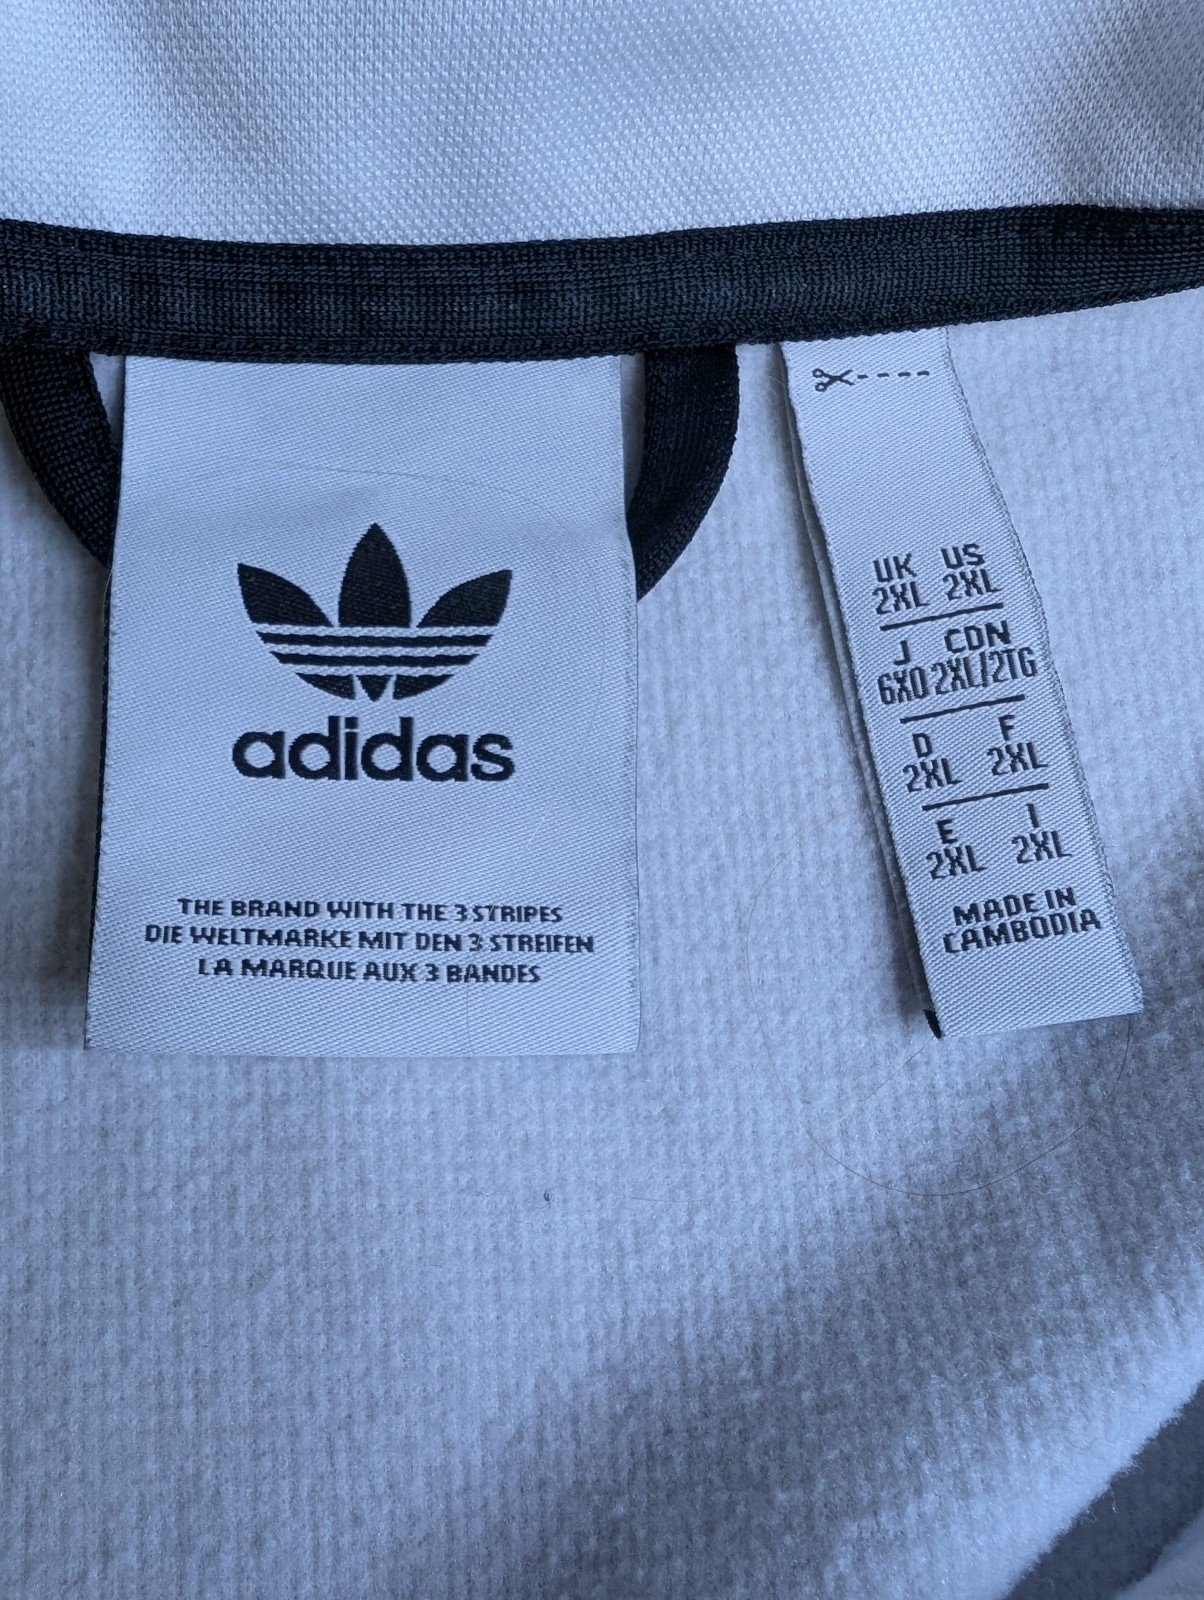 adidas
THE BRAND WITH THE 3 STRIPES
DIE WELTMARKE MIT DEN 3 STREIFEN
LA MARQUE AUX 3 BANDES
UK US
2XL 2XL
J CDN
6XO 2XL/2TG
D F
2XL 2XL
E I
2XL 2XL
MADE IN
CAMBODIA